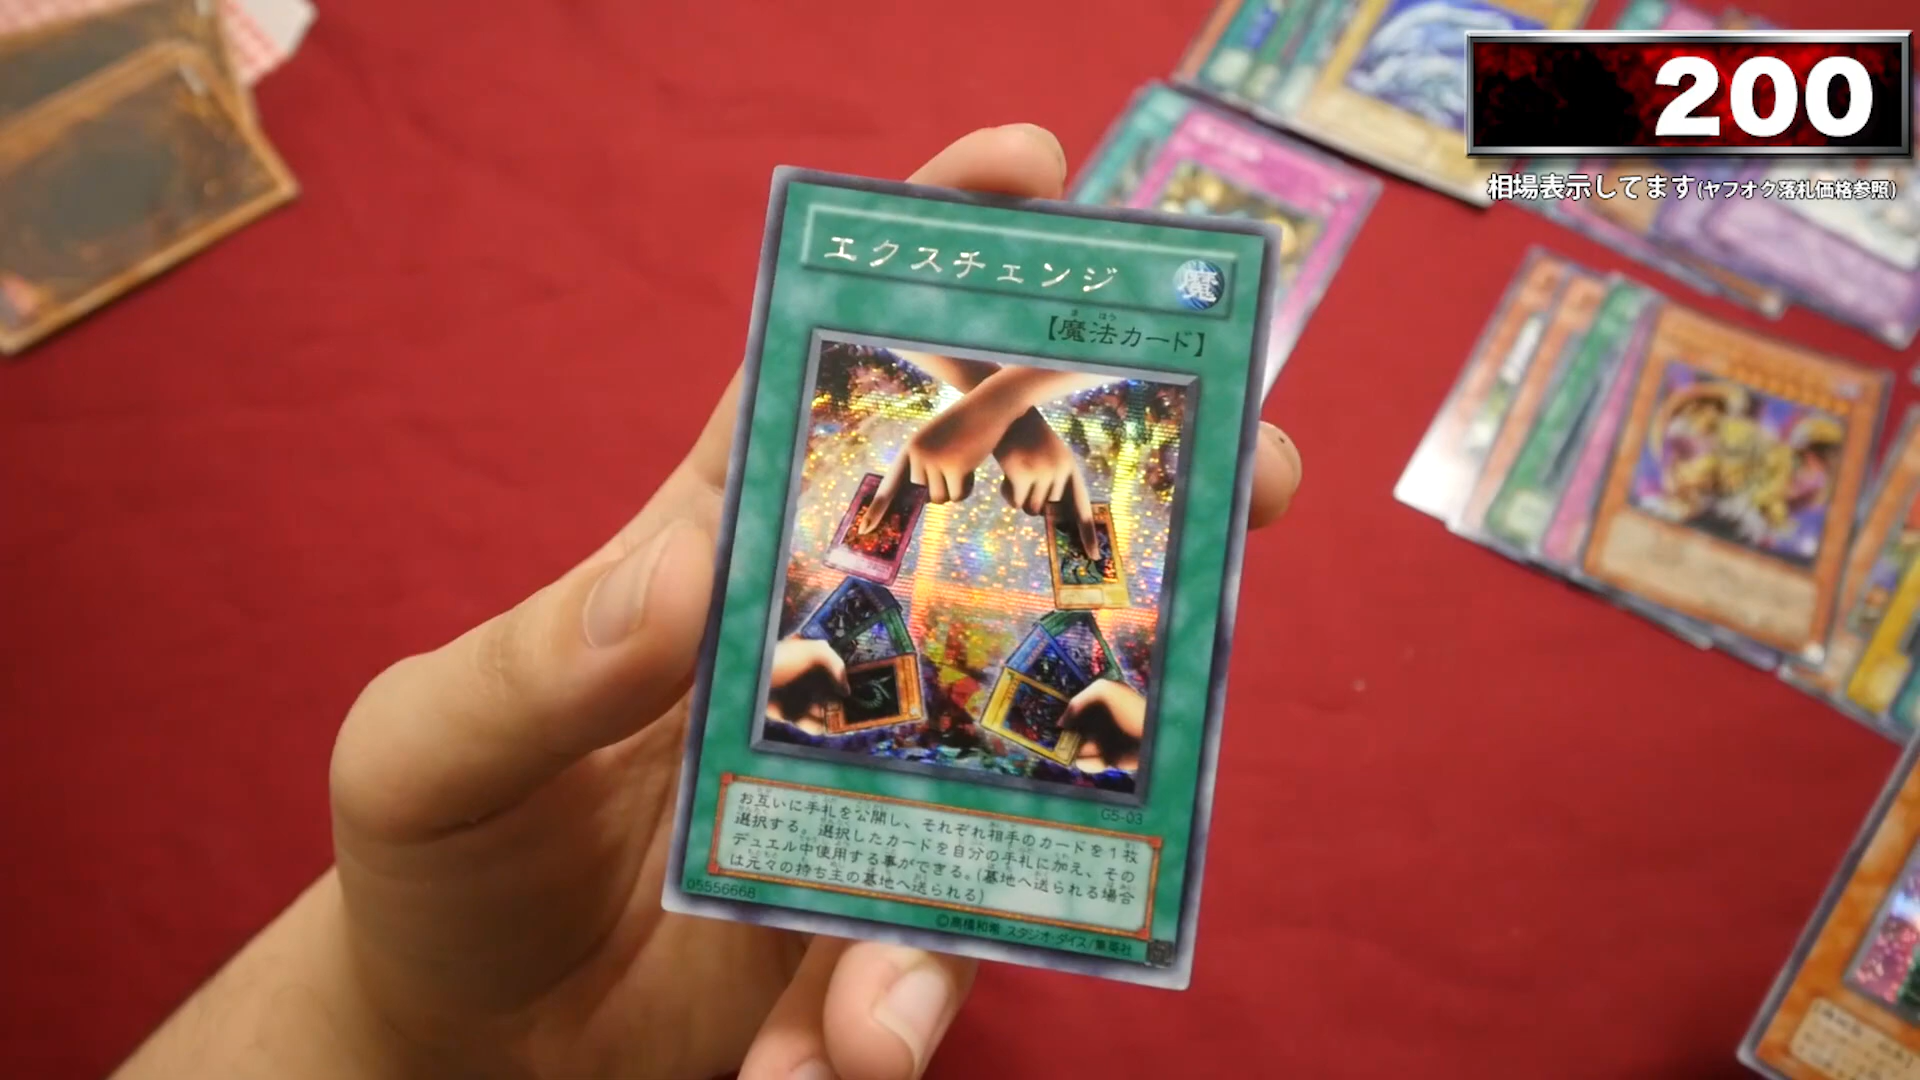 200
相場表示してます(ヤフオク落札価格参照)
エクスチェンジ
魔
【魔法カード】
G5-03
お互いに手札を公開し、それぞれ相手のカードを1枚
選択する。選択したカードを自分の手札に加え、その
デュエル中使用する事ができる。(墓地へ送られる場合
は元々の持ち主の墓地へ送られる)
05556668
©高橋和希 スタジオ・ダイス/集英社